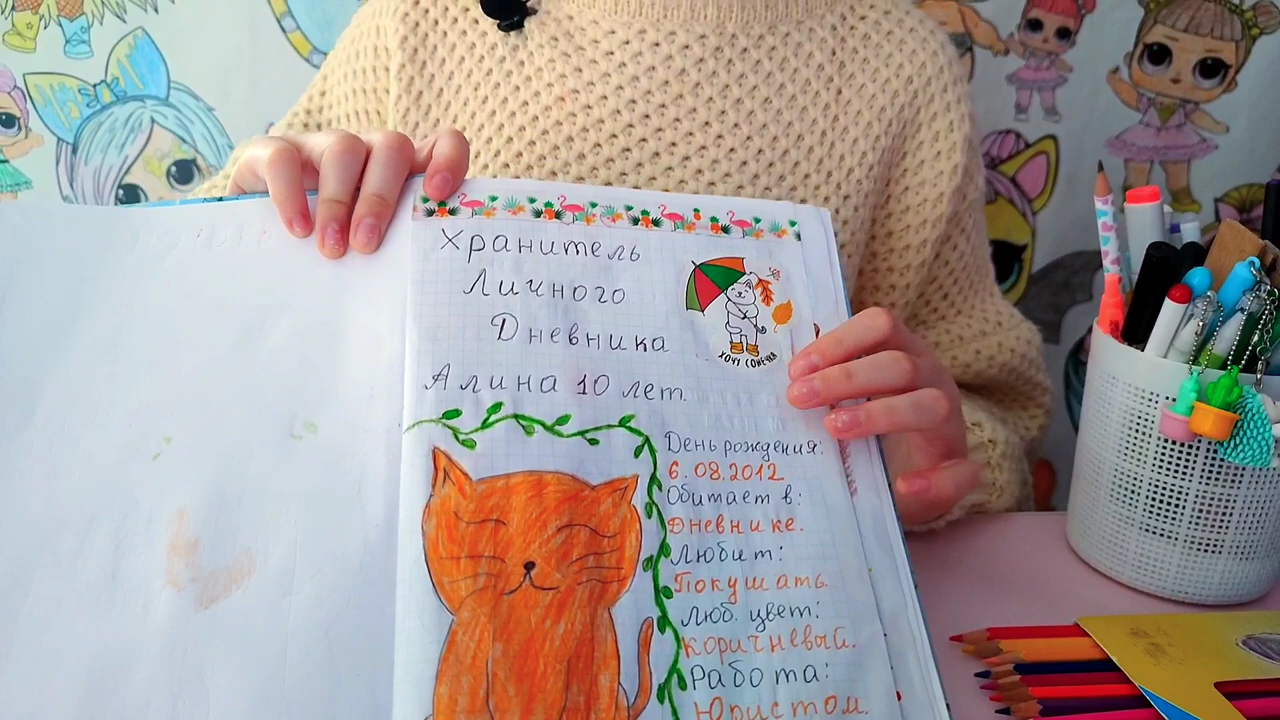 Хранитель
Личного
Дневника
ХОЧУ СОНЕЧКА
Алина 10 лет.
День рождения:
6.08.2012
Обитает в:
Дневнике.
Любит:
Покушать.
Люб. цвет:
коричневый.
Работа:
Юристом.